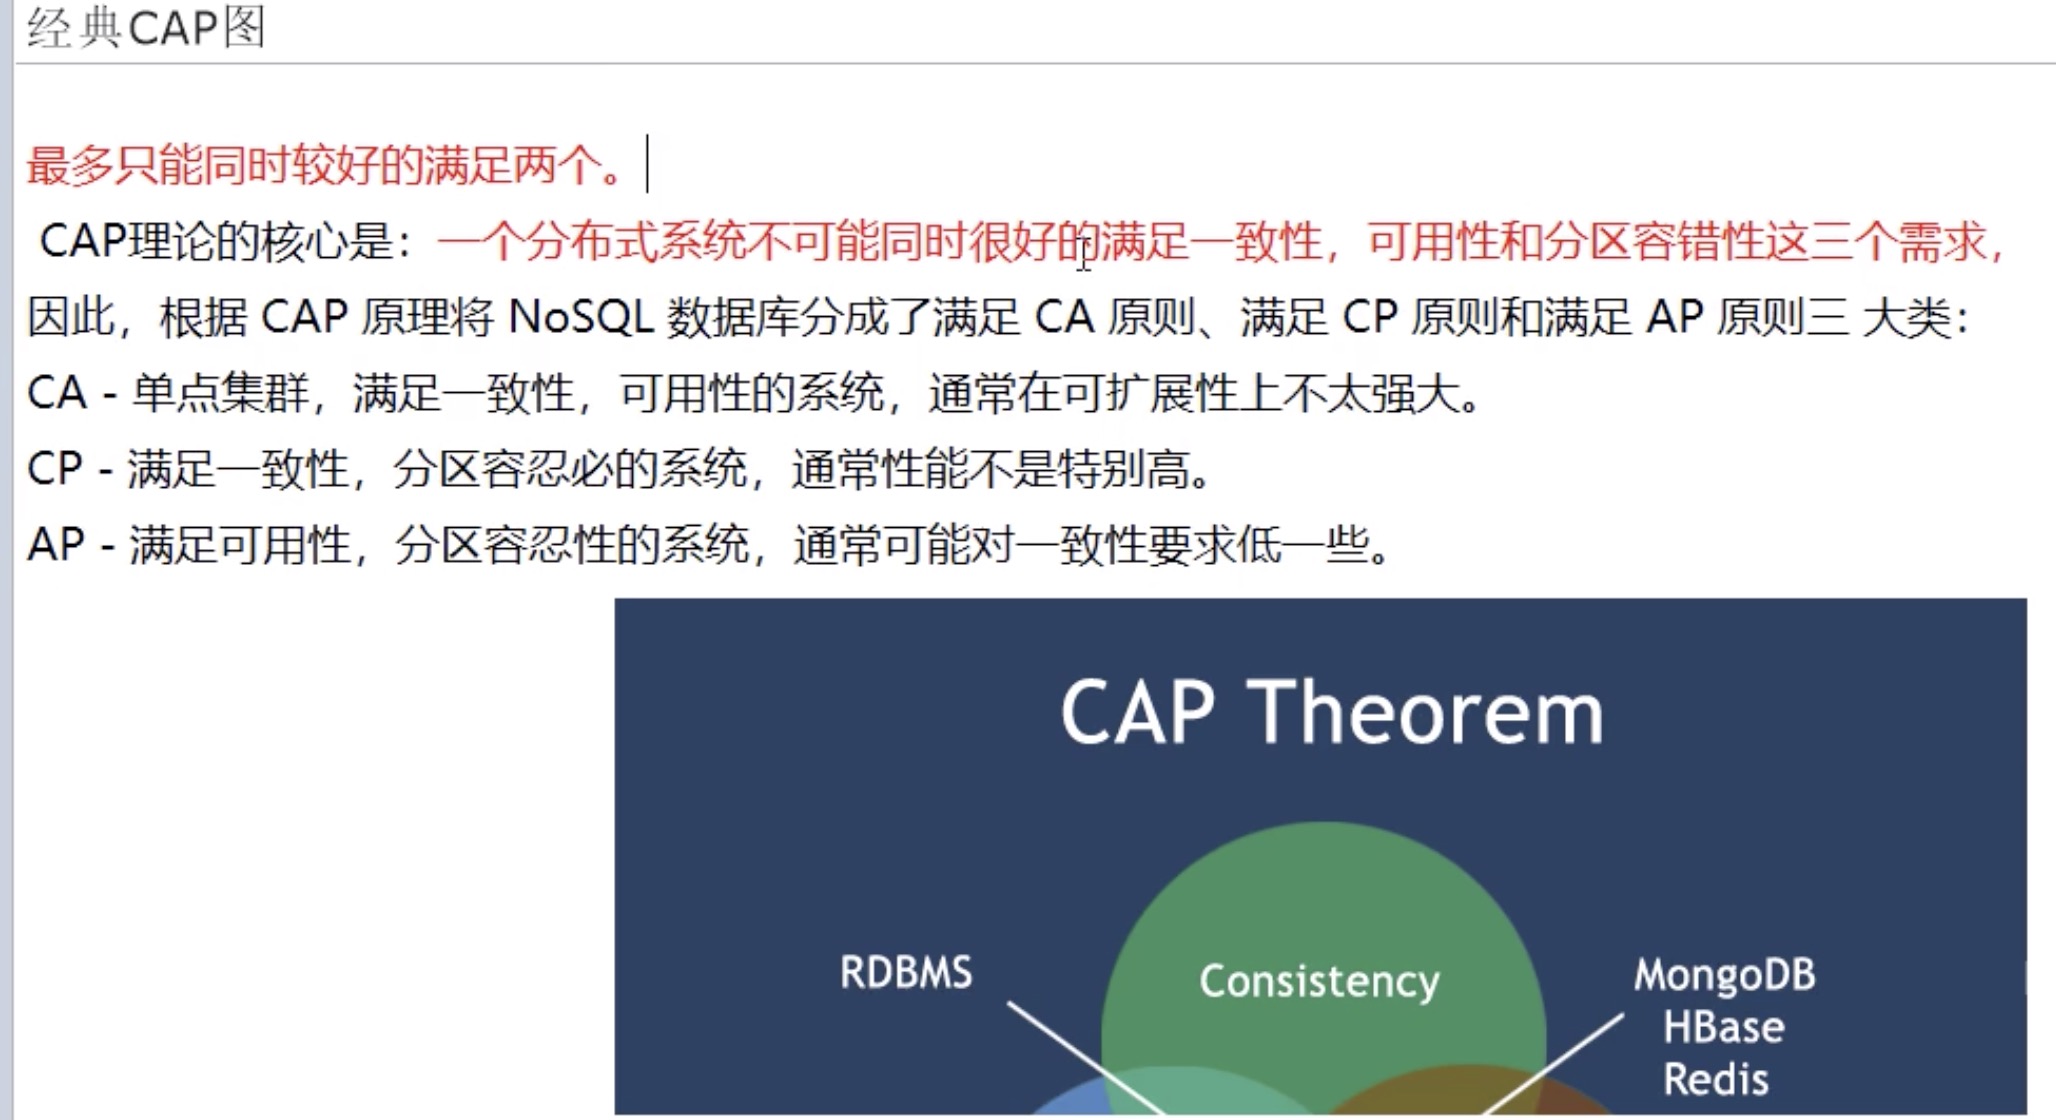 经典CAP图
最多只能同时较好的满足两个。
CAP理论的核心是：一个分布式系统不可能同时很好的满足一致性，可用性和分区容错性这三个需求，
因此，根据 CAP 原理将 NoSQL 数据库分成了满足 CA 原则、满足 CP 原则和满足 AP 原则三 大类：
CA - 单点集群，满足一致性，可用性的系统，通常在可扩展性上不太强大。
CP - 满足一致性，分区容忍必的系统，通常性能不是特别高。
AP - 满足可用性，分区容忍性的系统，通常可能对一致性要求低一些。
CAP Theorem
RDBMS
Consistency
MongoDB
HBase
Redis